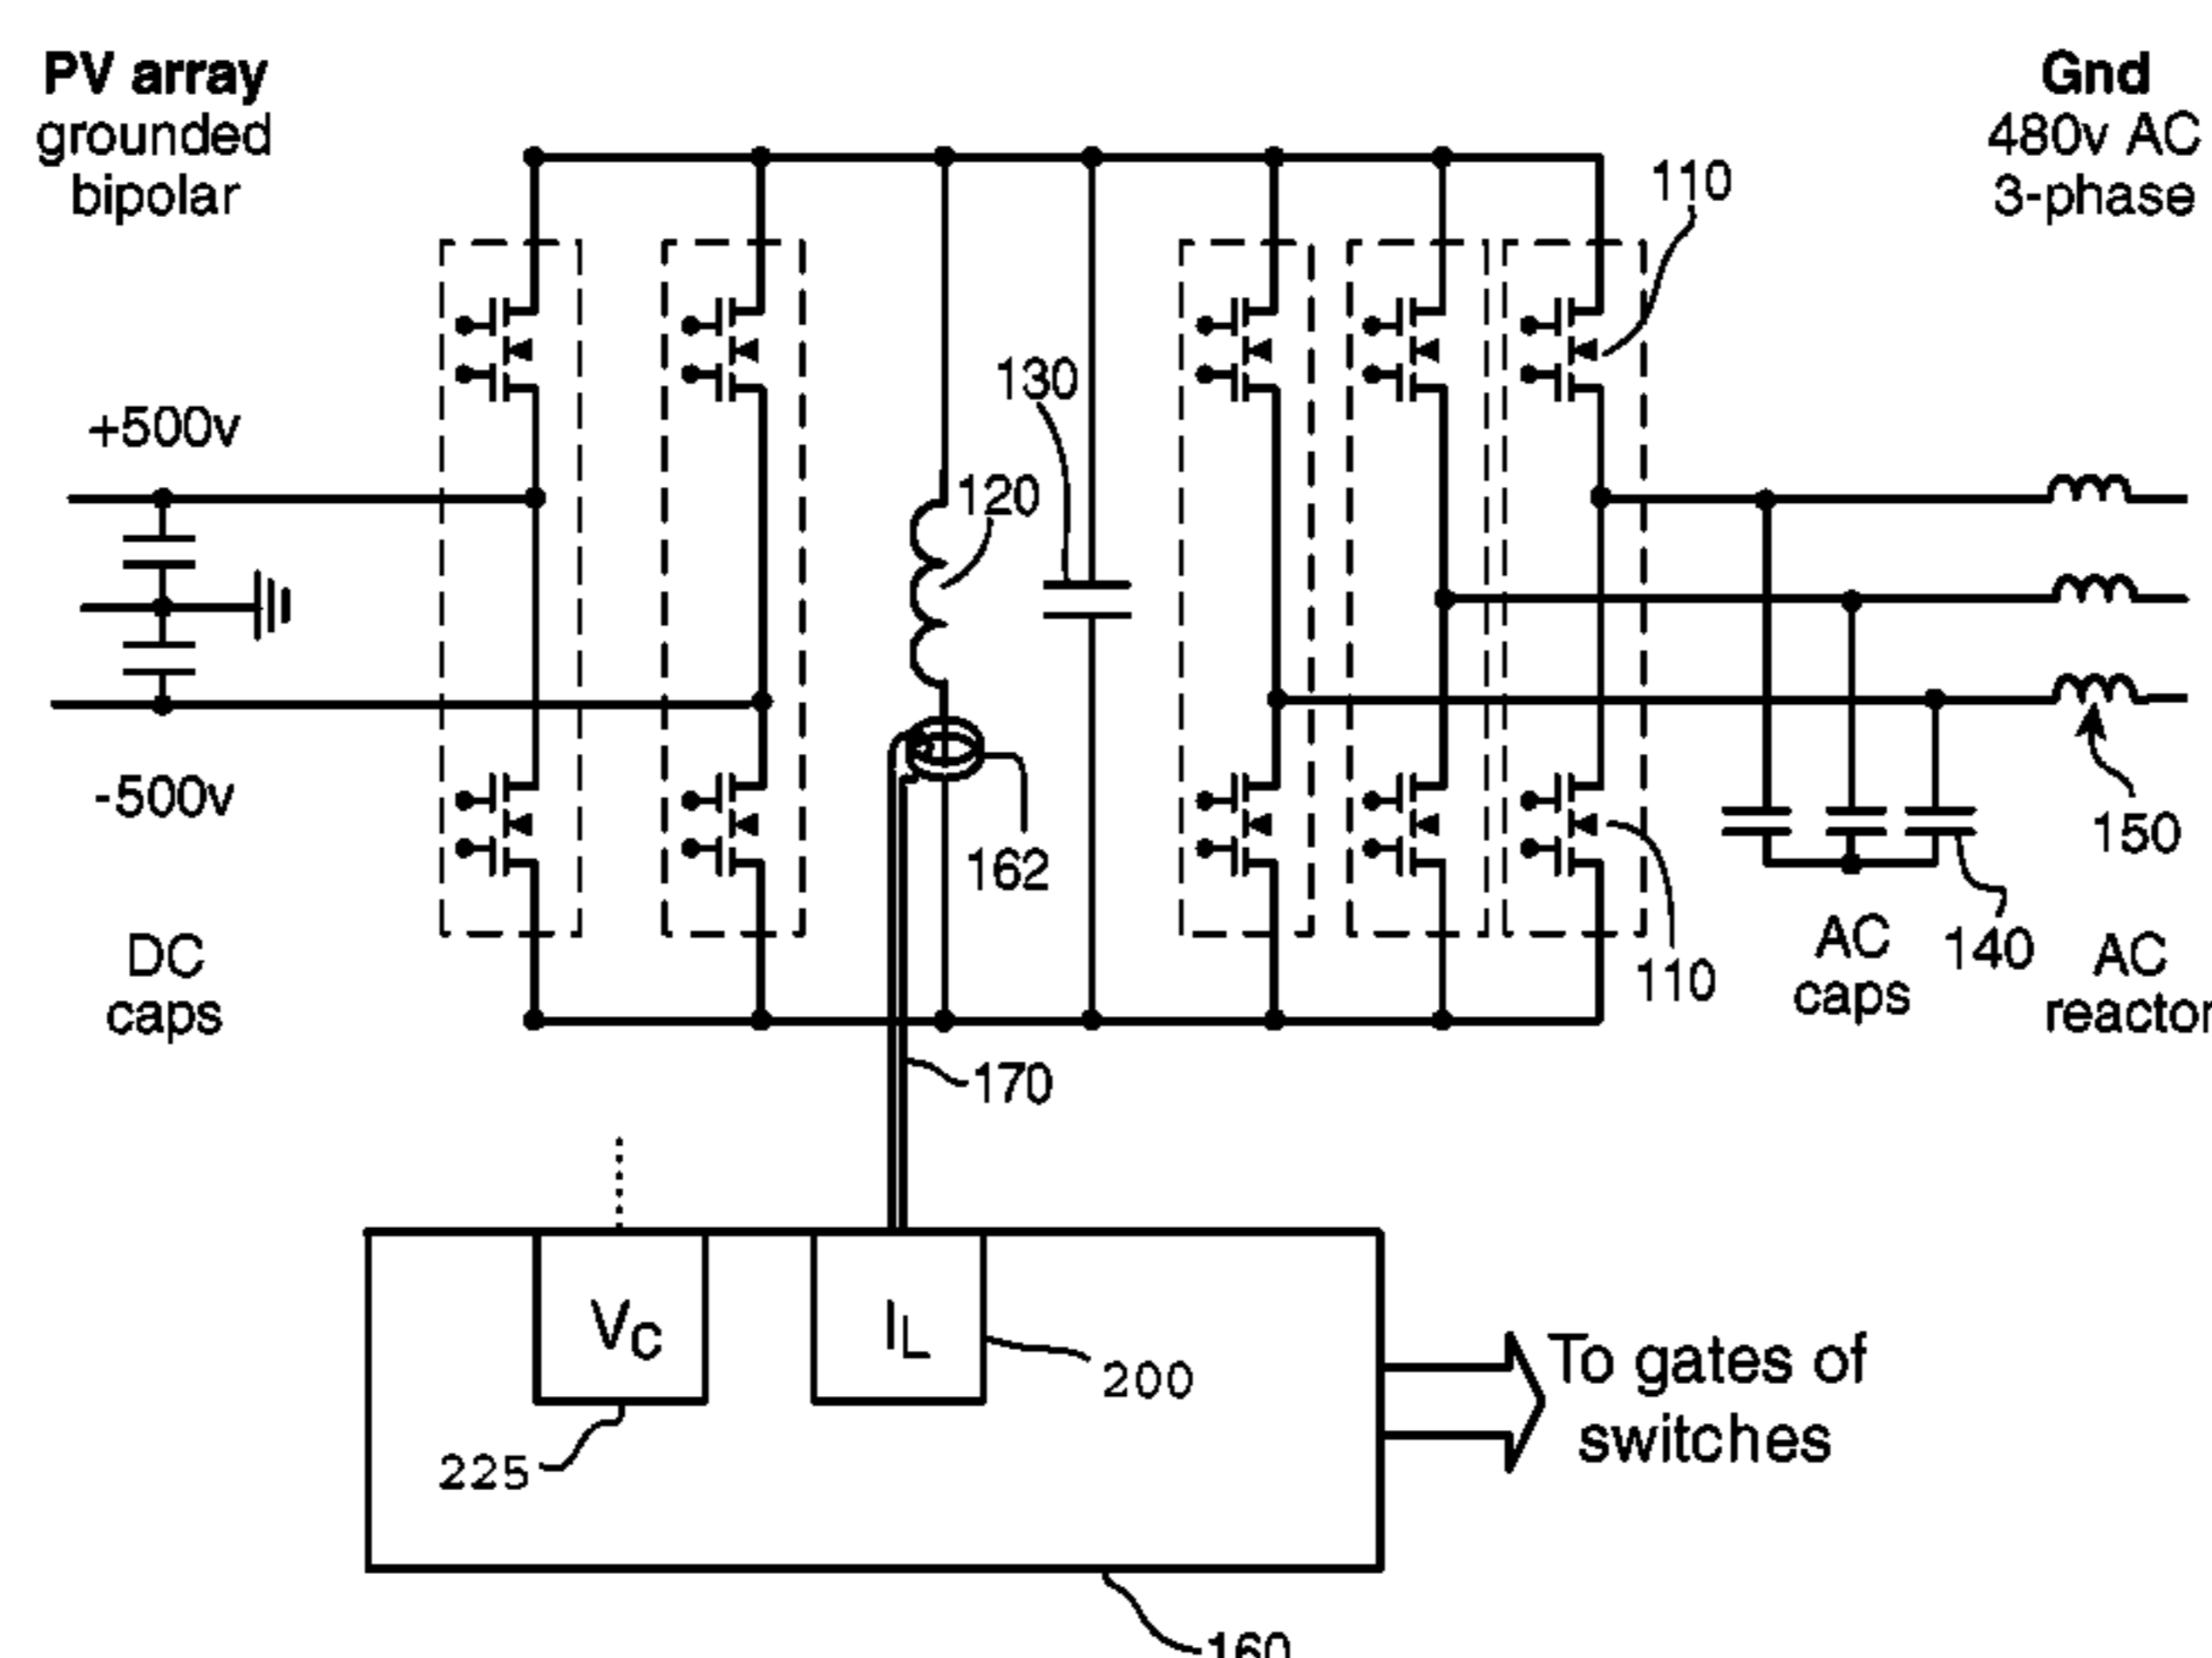 PV array
grounded
bipolar
Gnd
480v AC
3-phase
110
130
+500v
120
-500v
162
150
DC
caps
110
AC
caps
140
AC
reactor
170
VC
IL
200
225
To gates of
switches
160